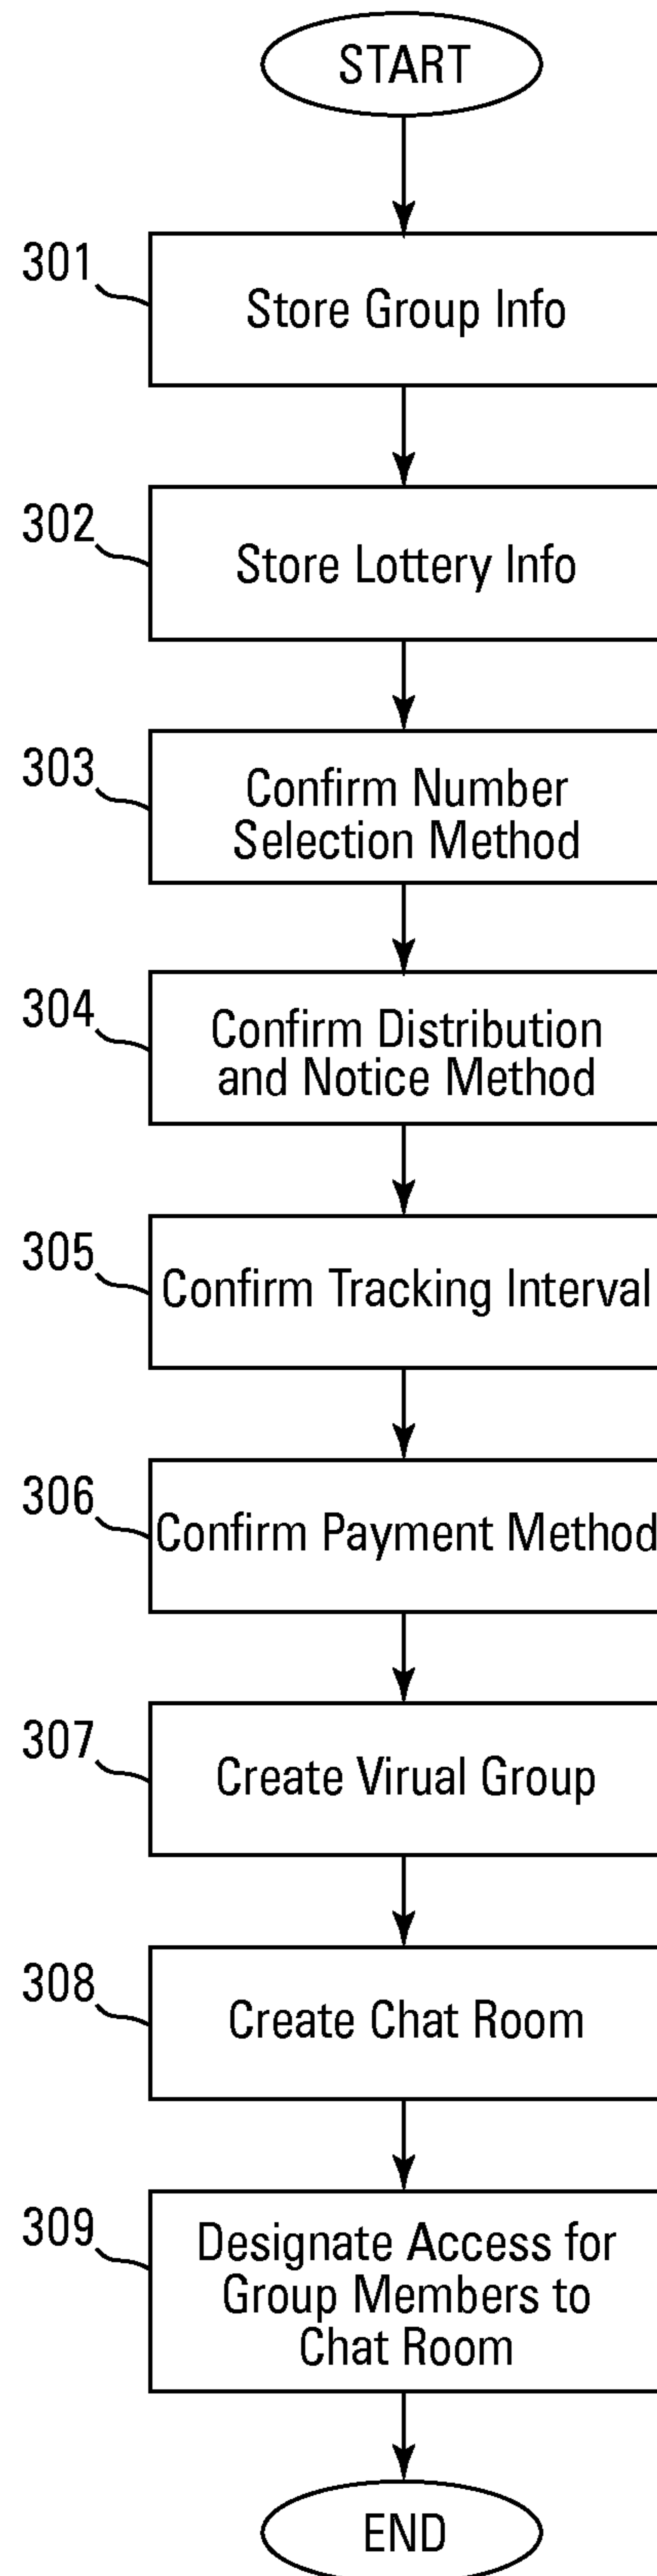 START
301
Store Group Info
302
Store Lottery Info
303
Confirm Number
Selection Method
304
Confirm Distribution
and Notice Method
305
Confirm Tracking Interval
306
Confirm Payment Method
307
Create Virual Group
308
Create Chat Room
309
Designate Access for
Group Members to
Chat Room
END